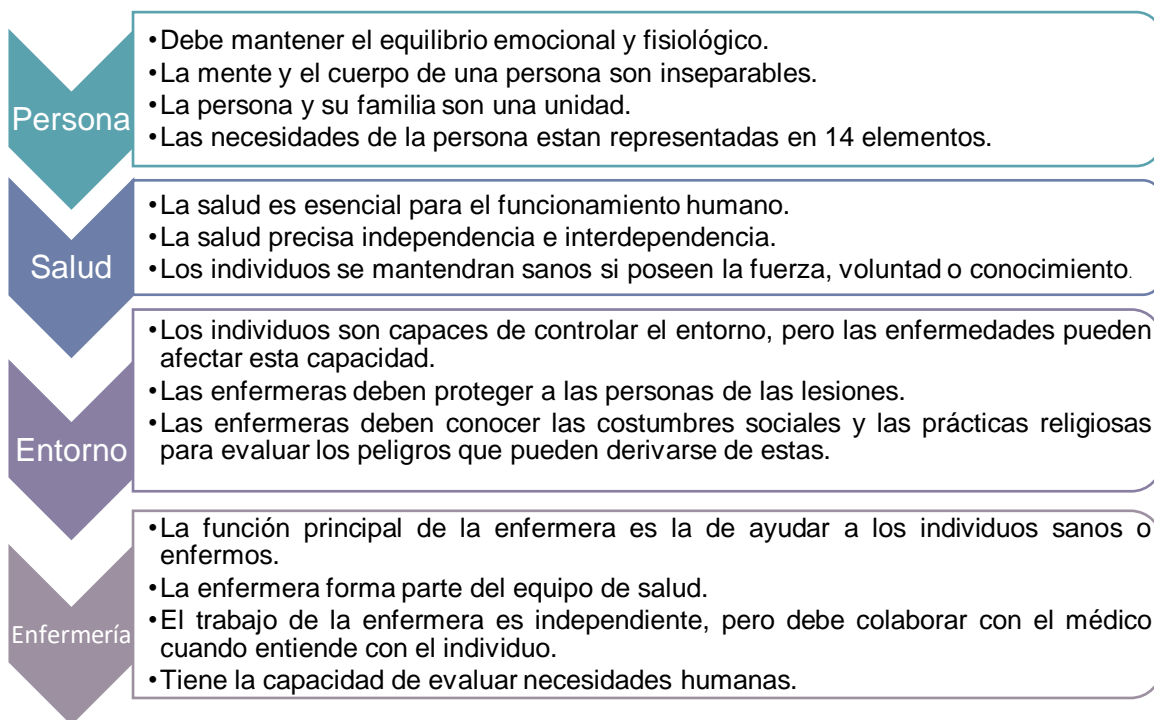 Persona
•Debe mantener el equilibrio emocional y fisiológico.
•La mente y el cuerpo de una persona son inseparables.
•La persona y su familia son una unidad.
•Las necesidades de la persona estan representadas en 14 elementos.
Salud
•La salud es esencial para el funcionamiento humano.
•La salud precisa independencia e interdependencia.
•Los individuos se mantendran sanos si poseen la fuerza, voluntad o conocimiento.
Entorno
•Los individuos son capaces de controlar el entorno, pero las enfermedades pueden
afectar esta capacidad.
•Las enfermeras deben proteger a las personas de las lesiones.
•Las enfermeras deben conocer las costumbres sociales y las prácticas religiosas
para evaluar los peligros que pueden derivarse de estas.
Enfermería
•La función principal de la enfermera es la de ayudar a los individuos sanos o
enfermos.
•La enfermera forma parte del equipo de salud.
•El trabajo de la enfermera es independiente, pero debe colaborar con el médico
cuando entiende con el individuo.
•Tiene la capacidad de evaluar necesidades humanas.